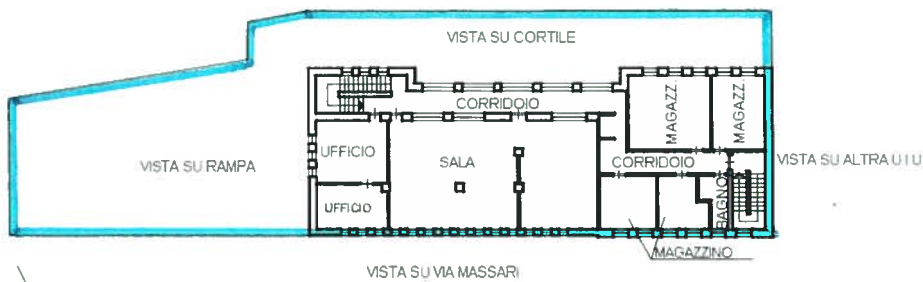 VISTA SU CORTILE
CORRIDOIO
MAGAZZ.
MAGAZZ.
UFFICIO
SALA
CORRIDOIO
VISTA SU RAMPA
VISTA SU ALTRA U I U
UFFICIO
BAGNO
MAGAZZINO
VISTA SU VIA MASSARI